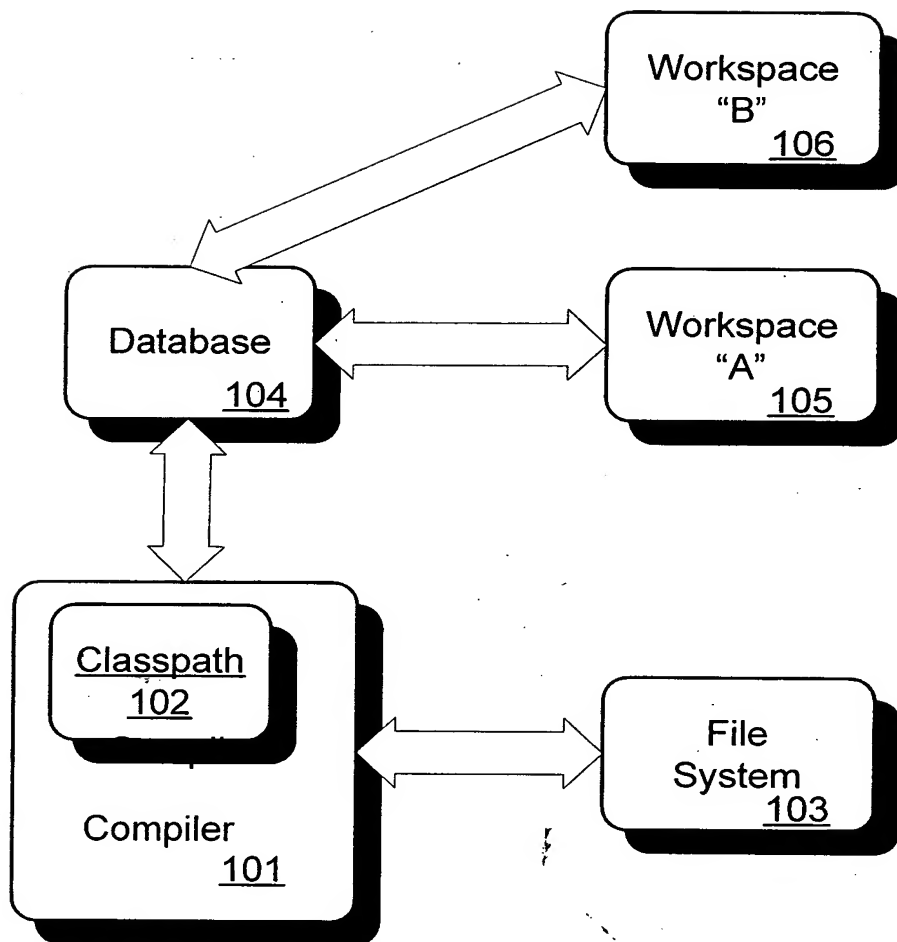 Workspace
“B”
106
Database
104
Workspace
“A”
105
Classpath
102
Compiler
101
File
System
103